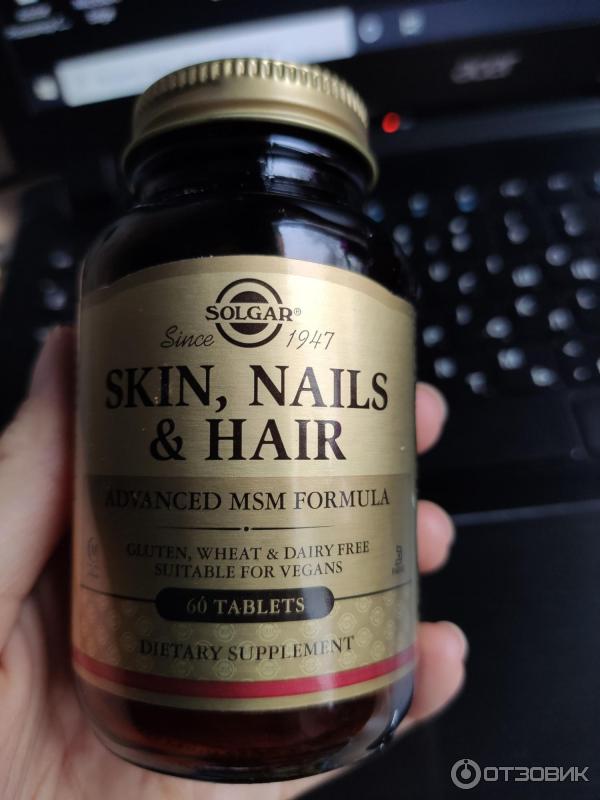 acer
SOLGAR®
Since 1947
SKIN, NAILS
& HAIR
ADVANCED MSM FORMULA
GLUTEN, WHEAT & DAIRY FREE
SUITABLE FOR VEGANS
60 TABLETS
DIETARY SUPPLEMENT
ОТЗОВИК